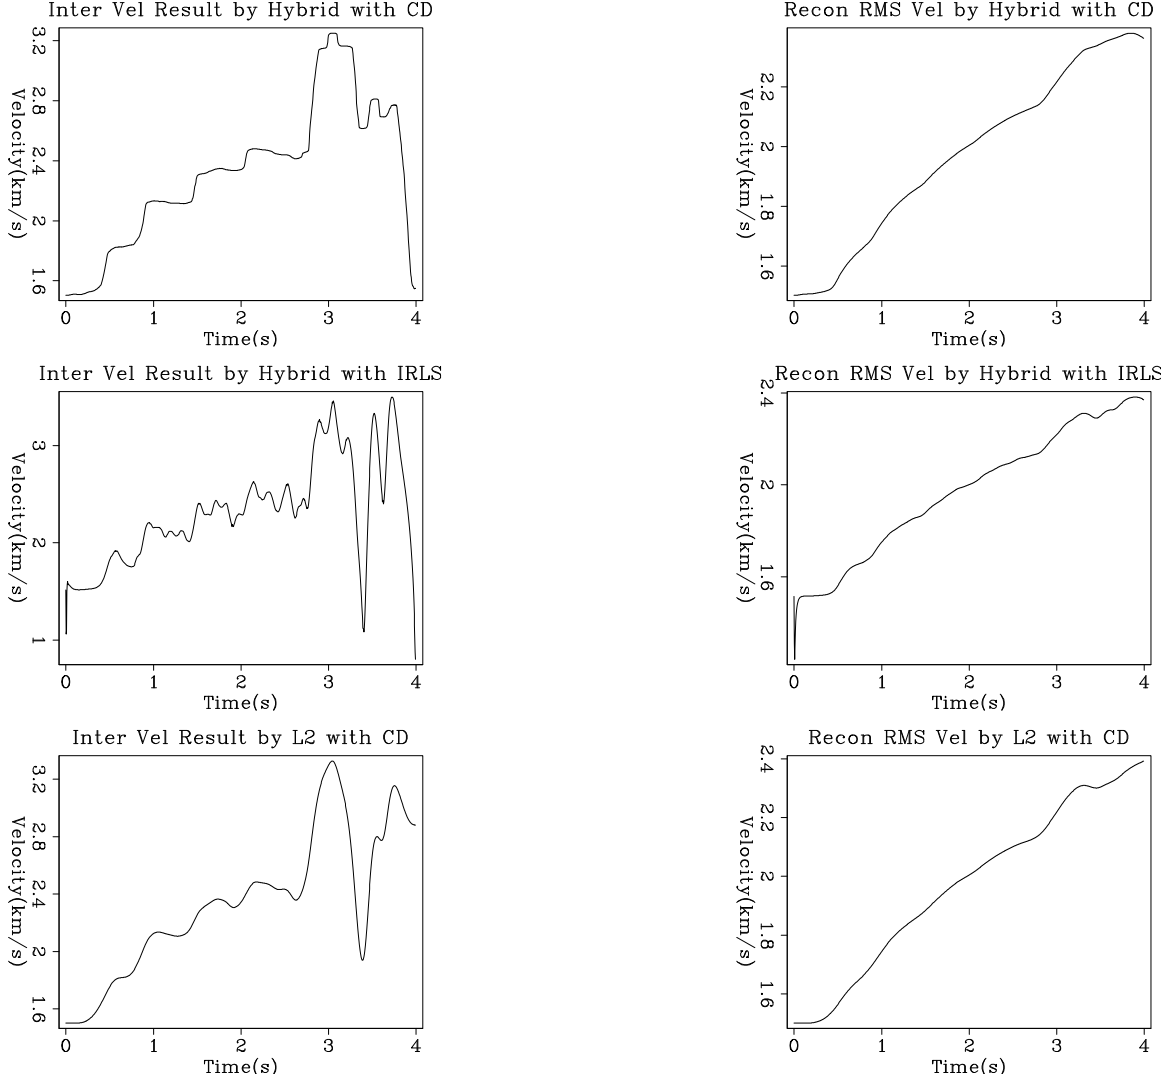 Inter Vel Result by Hybrid with CD
Velocity(km/s)
3.2
2.8
2.4
2
1.6
0 1 2 3 4
Time(s)
Recon RMS Vel by Hybrid with CD
Velocity(km/s)
2.2
2
1.8
1.6
0 1 2 3 4
Time(s)
Inter Vel Result by Hybrid with IRLS
Velocity(km/s)
3
2
1
0 1 2 3 4
Time(s)
Recon RMS Vel by Hybrid with IRLS
Velocity(km/s)
2.4
2
1.6
0 1 2 3 4
Time(s)
Inter Vel Result by L2 with CD
Velocity(km/s)
3.2
2.8
2.4
2
1.6
0 1 2 3 4
Time(s)
Recon RMS Vel by L2 with CD
Velocity(km/s)
2.4
2.2
2
1.8
1.6
0 1 2 3 4
Time(s)